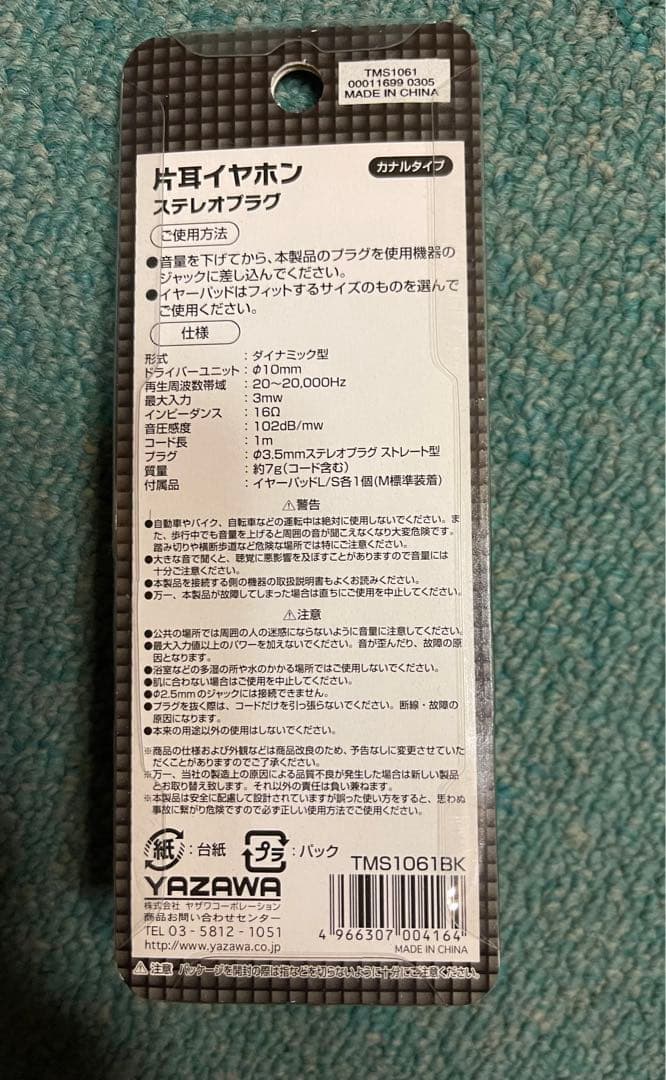 TMS1061
00011699 0305
MADE IN CHINA
片耳イヤホン
カナルタイプ
ステレオプラグ
ご使用方法
●音量を下げてから、本製品のプラグを使用機器の
ジャックに差し込んでください。
●イヤーパッドはフィットするサイズのものを選んで
ご使用ください。
仕様
形式 : ダイナミック型
ドライバーユニット : Φ10mm
再生周波数帯域 : 20〜20,000Hz
最大入力 : 3mw
インピーダンス : 16Ω
音圧感度 : 102dB/mw
コード長 : 1m
プラグ : Φ3.5mmステレオプラグ ストレート型
質量 : 約7g(コード含む)
付属品 : イヤーパッドL/S各1個(M標準装着)
⚠警告
●自動車やバイク、自転車などの運転中は絶対に使用しないでください。ま
た、歩行中でも音量を上げると周囲の音が聞こえなくなり大変危険です。
踏み切りや横断歩道など危険な場所では特にご注意ください。
●大きな音で聞くと、聴覚に悪影響を及ぼすことがありますので音量には
十分ご注意ください。
●本製品を接続する側の機器の取扱説明書もよくお読みください。
●万一、本製品が故障してしまった場合は直ちにご使用を中止してください。
⚠注意
●公共の場所では周囲の人の迷惑にならないように音量に注意してください。
●最大入力値以上のパワーを加えないでください。音が歪んだり、故障の原
因となります。
●浴室などの多湿の所や水のかかる場所ではご使用しないでください。
●肌に合わない場合はご使用を中止してください。
●Φ2.5mmのジャックには接続できません。
●プラグを抜く際は、コードだけを引っ張らないでください。断線・故障の
原因になります。
●本来の用途以外の使用はしないでください。
※商品の仕様および外観などは商品改良のため、予告なしに変更させていた
だくことがありますのでご了承ください。
※万一、当社の製造上の原因による品質不良が発生した場合は新しい製品
とお取り替え致します。それ以外の責任は負い兼ねます。
※本製品は安全に配慮して設計されていますが誤った使い方をすると、思わぬ
事故に繋がり危険ですので必ず正しい使用方法でご使用ください。
紙 : 台紙 プラ : パック
TMS1061BK
YAZAWA
株式会社 ヤザワコーポレーション
商品お問い合わせセンター
TEL 03-5812-1051
http://www.yazawa.co.jp
4 966307 004164
MADE IN CHINA
⚠注意 パッケージを開封の際は指などを切らないように十分にご注意ください。